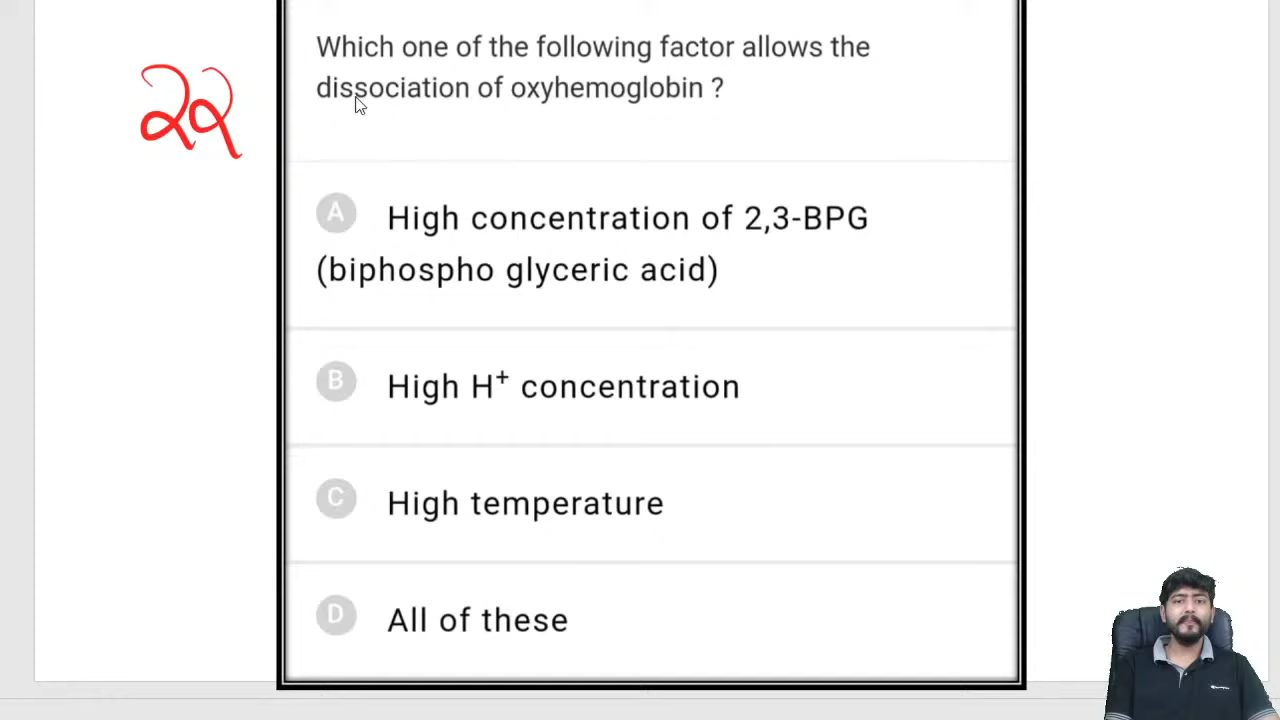 २२
Which one of the following factor allows the
dissociation of oxyhemoglobin ?
A High concentration of 2,3-BPG
(biphospho glyceric acid)
B High H⁺ concentration
C High temperature
D All of these